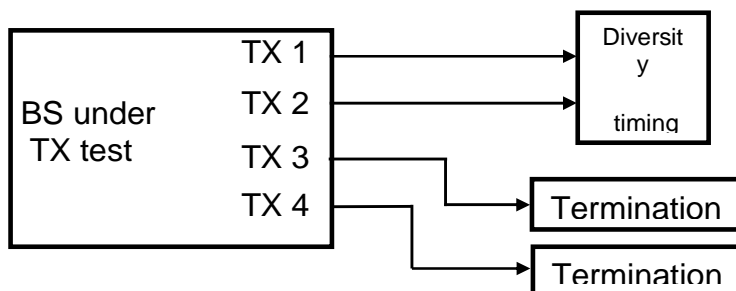 TX 1
TX 2
TX 3
TX 4
BS under
TX test
Diversit
y
timing
Termination
Termination